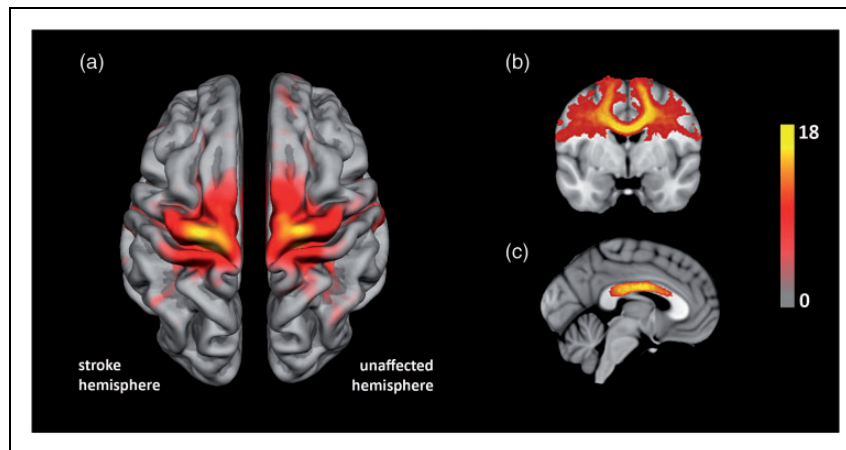 (a)
stroke
hemisphere
unaffected
hemisphere
(b)
(c)
18
0